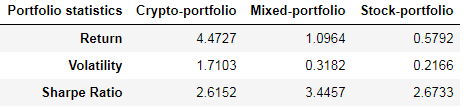 Portfolio statistics Crypto-portfolio Mixed-portfolio Stock-portfolio
Return 4.4727 1.0964 0.5792
Volatility 1.7103 0.3182 0.2166
Sharpe Ratio 2.6152 3.4457 2.6733